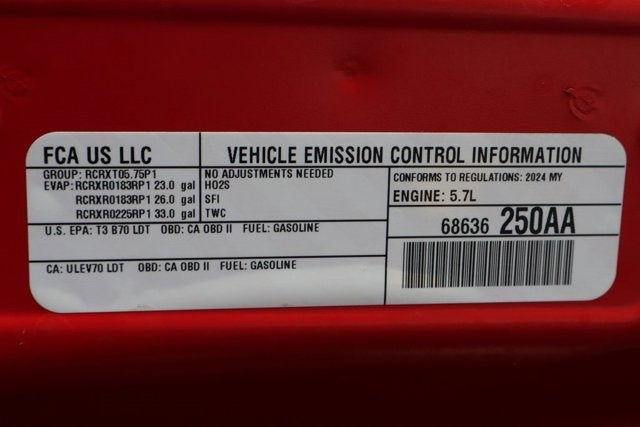 FCA US LLC
VEHICLE EMISSION CONTROL INFORMATION
GROUP: RCRXT05.75P1
EVAP: RCRXR0183RP1 23.0 gal
RCRXR0183RP1 26.0 gal
RCRXR0225RP1 33.0 gal
NO ADJUSTMENTS NEEDED
HO2S
SFI
TWC
CONFORMS TO REGULATIONS: 2024 MY
ENGINE: 5.7L
68636 250AA
U.S. EPA: T3 B70 LDT OBD: CA OBD II FUEL: GASOLINE
CA: ULEV70 LDT OBD: CA OBD II FUEL: GASOLINE